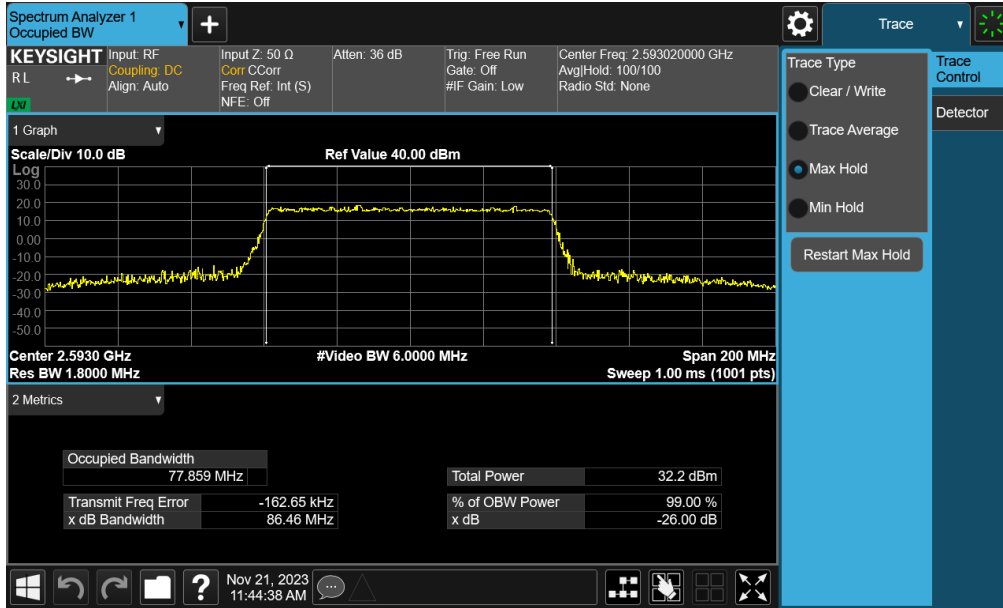 Spectrum Analyzer 1
Occupied BW
Trace
KEYSIGHT
RL
LXI
Input: RF
Coupling: DC
Align: Auto
Input Z: 50 Ω
Corr CCorr
Freq Ref: Int (S)
NFE: Off
Atten: 36 dB
Trig: Free Run
Gate: Off
#IF Gain: Low
Center Freq: 2.593020000 GHz
Avg|Hold: 100/100
Radio Std: None
Trace Type
Clear / Write
Trace Average
Max Hold
Min Hold
Restart Max Hold
Trace
Control
Detector
1 Graph
Scale/Div 10.0 dB
Ref Value 40.00 dBm
Log
30.0
20.0
10.0
0.00
-10.0
-20.0
-30.0
-40.0
-50.0
Center 2.5930 GHz
#Video BW 6.0000 MHz
Span 200 MHz
Res BW 1.8000 MHz
Sweep 1.00 ms (1001 pts)
2 Metrics
Occupied Bandwidth
77.859 MHz
Total Power 32.2 dBm
Transmit Freq Error -162.65 kHz
% of OBW Power 99.00 %
x dB Bandwidth 86.46 MHz
x dB -26.00 dB
?
Nov 21, 2023
11:44:38 AM